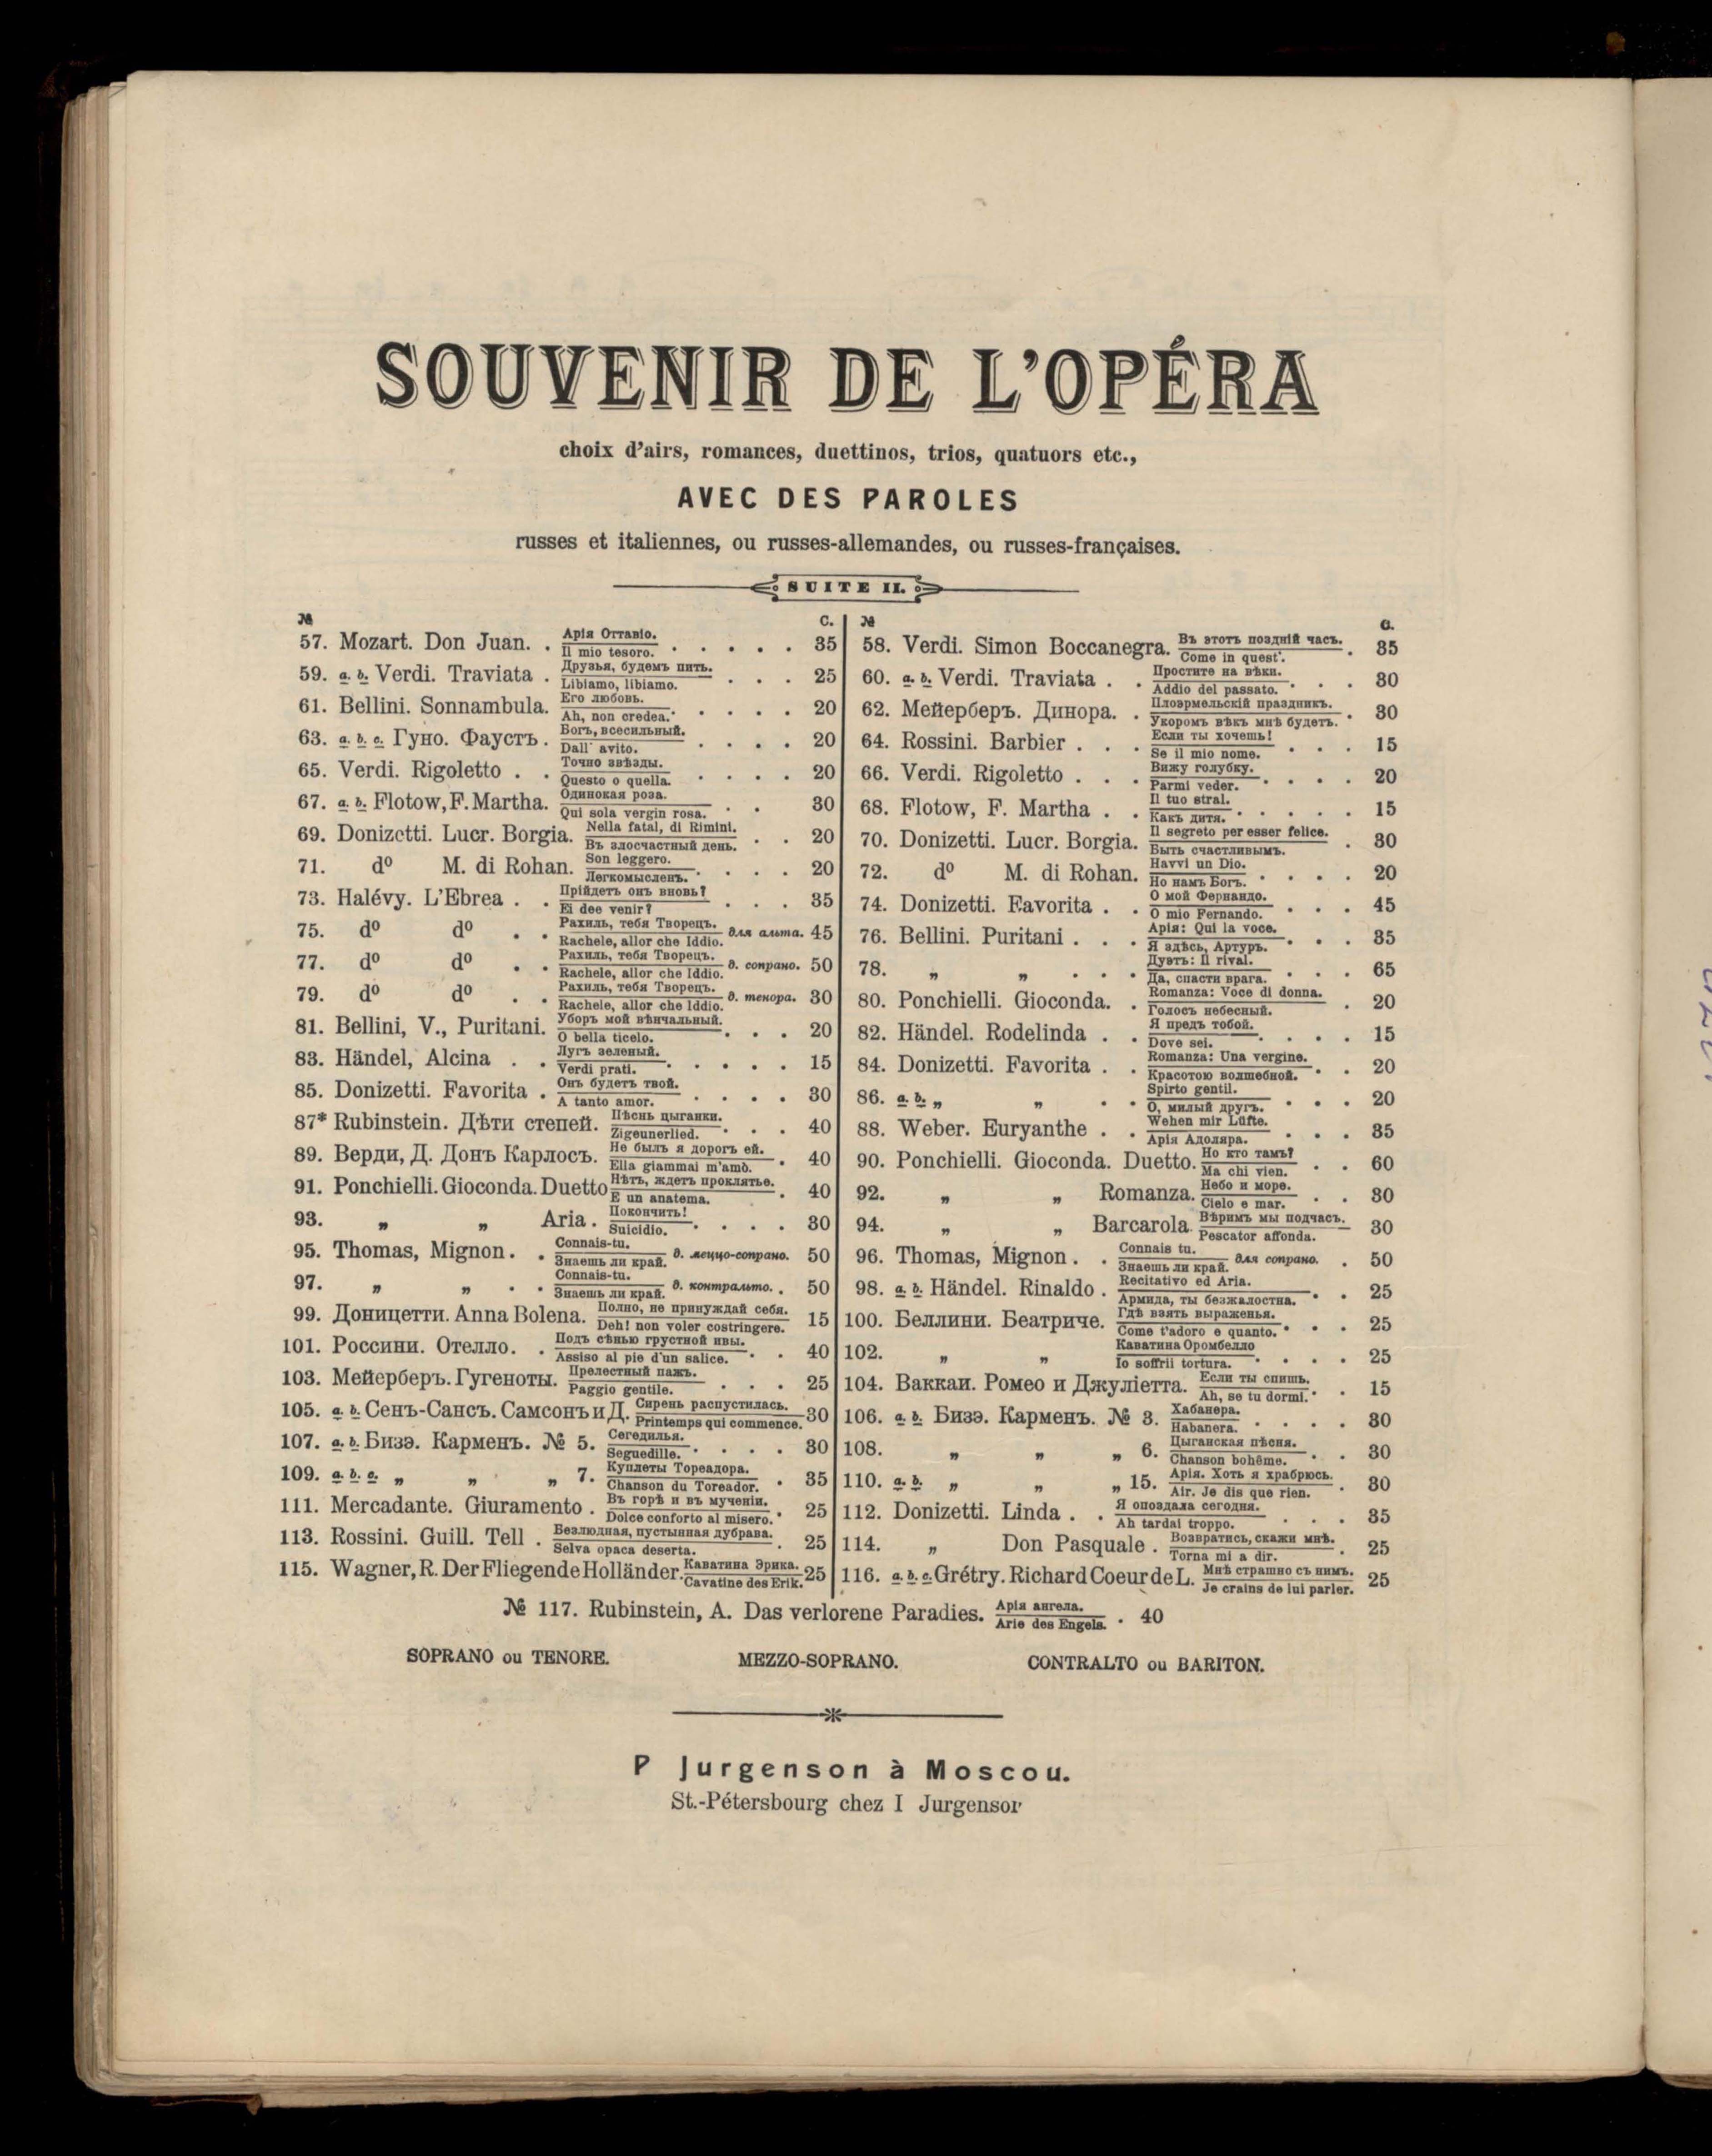 SOUVENIR DE L'OPÉRA
choix d'airs, romances, duettinos, trios, quatuors etc.,
AVEC DES PAROLES
russes et italiennes, ou russes-allemandes, ou russes-françaises.
SUITE II.
№ C.
57. Mozart. Don Juan. . Арія Оттавіо. / Il mio tesoro. . . . . . 35
59. a. b. Verdi. Traviata . Друзья, будемъ пить. / Libiamo, libiamo. . . . 25
61. Bellini. Sonnambula. Его любовь. / Ah, non credea. . . . . . 20
63. a. b. c. Гуно. Фаустъ. Богъ, всесильный. / Dall' avito. . . . . 20
65. Verdi. Rigoletto . . Точно звѣзды. / Questo o quella. . . . . 20
67. a. b. Flotow, F. Martha. Одинокая роза. / Qui sola vergin rosa. . . 30
69. Donizetti. Lucr. Borgia. Nella fatal, di Rimini. / Въ злосчастный день. . . 20
71. dº M. di Rohan. Son leggero. / Легкомысленъ. . . . . 20
73. Halévy. L'Ebrea . . Прійдетъ онъ вновь? / Ei dee venir? . . . 35
75. dº dº . . Рахиль, тебя Творецъ. / Rachele, allor che Iddio. для альта. 45
77. dº dº . . Рахиль, тебя Творецъ. / Rachele, allor che Iddio. д. сопрано. 50
79. dº dº . . Рахиль, тебя Творецъ. / Rachele, allor che Iddio. д. тенора. 30
81. Bellini, V., Puritani. Уборъ мой вѣнчальный. / O bella ticelo. . . . 20
83. Händel, Alcina . . Лугъ зеленый. / Verdi prati. . . . . . 15
85. Donizetti. Favorita . Онъ будетъ твой. / A tanto amor. . . . . 30
87* Rubinstein. Дѣти степей. Пѣснь цыганки. / Zigeunerlied. . . . 40
89. Верди, Д. Донъ Карлосъ. Не былъ я дорогъ ей. / Ella giammai m'amò. . 40
91. Ponchielli. Gioconda. Duetto Нѣтъ, ждетъ проклятье. / E un anatema. . 40
93. „ „ Aria . Покончить! / Suicidio. . . . . 30
95. Thomas, Mignon. . Connais-tu. / Знаешь ли край. д. меццо-сопрано. 50
97. „ „ . . Connais-tu. / Знаешь ли край. д. контральто. . 50
99. Доницетти. Anna Bolena. Полно, не принуждай себя. / Deh! non voler costringere. 15
101. Россини. Отелло. . Подъ сѣнью грустной ивы. / Assiso al pie d'un salice. . . 40
103. Мейерберъ. Гугеноты. Прелестный пажъ. / Paggio gentile. . . . 25
105. a. b. Сенъ-Сансъ. Самсонъ и Д. Сирень распустилась. / Printemps qui commence. 30
107. a. b. Бизэ. Карменъ. № 5. Сегедилья. / Seguedille. . . . . 30
109. a. b. c. „ „ „ 7. Куплеты Тореадора. / Chanson du Toreador. . 35
111. Mercadante. Giuramento . Въ горѣ и въ мученіи. / Dolce conforto al misero. . 25
113. Rossini. Guill. Tell . Безлюдная, пустынная дубрава. / Selva opaca deserta. . 25
115. Wagner, R. Der Fliegende Holländer. Каватина Эрика. / Cavatine des Erik. 25
№ C.
58. Verdi. Simon Boccanegra. Въ этотъ поздній часъ. / Come in quest'. . 35
60. a. b. Verdi. Traviata . . Простите на вѣки. / Addio del passato. . . . 30
62. Мейерберъ. Динора. . Плоэрмельскій праздникъ. / Укоромъ вѣкъ мнѣ будетъ. . 30
64. Rossini. Barbier . . . Если ты хочешь! / Se il mio nome. . . . 15
66. Verdi. Rigoletto . . . Вижу голубку. / Parmi veder. . . . . 20
68. Flotow, F. Martha . . Il tuo stral. / Какъ дитя. . . . . . 15
70. Donizetti. Lucr. Borgia. Il segreto per esser felice. / Быть счастливымъ. . 30
72. dº M. di Rohan. Havvi un Dio. / Но намъ Богъ. . . . . 20
74. Donizetti. Favorita . . О мой Фернандо. / O mio Fernando. . . . 45
76. Bellini. Puritani . . . Арія: Qui la voce. / Я здѣсь, Артуръ. . . . 35
78. „ „ . . . Дуэтъ: Il rival. / Да, спасти врага. . . . 65
80. Ponchielli. Gioconda. . Romanza: Voce di donna. / Голосъ небесный. . 20
82. Händel. Rodelinda . . Я предъ тобой. / Dove sei. . . . . 15
84. Donizetti. Favorita . . Romanza: Una vergine. / Красотою волшебной. . . 20
86. a. b. „ „ . . Spirto gentil. / О, милый другъ. . . . 20
88. Weber. Euryanthe . . Wehen mir Lüfte. / Арія Адоляра. . . . 35
90. Ponchielli. Gioconda. Duetto. Но кто тамъ? / Ma chi vien. . . 60
92. „ „ Romanza. Небо и море. / Cielo e mar. . . 30
94. „ „ Barcarola. Вѣримъ мы подчасъ. / Pescator affonda. 30
96. Thomas, Mignon . . Connais tu. / Знаешь ли край. для сопрано. . 50
98. a. b. Händel. Rinaldo . Recitativo ed Aria. / Армида, ты безжалостна. . . 25
100. Беллини. Беатриче. Гдѣ взять выраженья. / Come t'adoro e quanto. . . . 25
102. „ „ Каватина Оромбелло / Io soffrii tortura. . . . . 25
104. Ваккаи. Ромео и Джуліетта. Если ты спишь. / Ah, se tu dormi. . . 15
106. a. b. Бизэ. Карменъ. № 3. Хабанера. / Habanera. . . . . 30
108. „ „ „ 6. Цыганская пѣсня. / Chanson bohême. . . 30
110. a. b. „ „ „ 15. Арія. Хоть я храбрюсь. / Air. Je dis que rien. . 30
112. Donizetti. Linda . . Я опоздала сегодня. / Ah tardai troppo. . . . 35
114. „ Don Pasquale . Возвратись, скажи мнѣ. / Torna mi a dir. . 25
116. a. b. c. Grétry. Richard Coeur de L. Мнѣ страшно съ нимъ. / Je crains de lui parler. 25
№ 117. Rubinstein, A. Das verlorene Paradies. Арія ангела. / Arie des Engels. . 40
SOPRANO ou TENORE. MEZZO-SOPRANO. CONTRALTO ou BARITON.
P Jurgenson à Moscou.
St.-Pétersbourg chez I Jurgenson